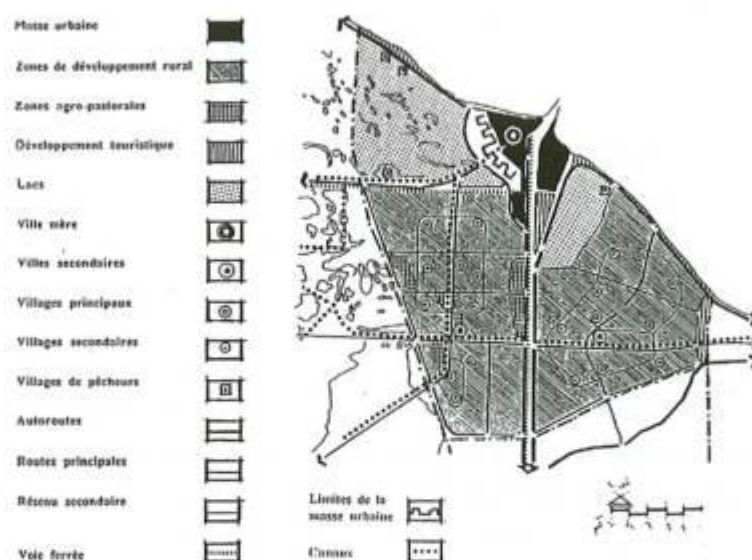 Masse urbaine
Zones de développement rural
Zones agro-pastorales
Développement touristique
Lacs
Ville mère
Villes secondaires
Villages principaux
Villages secondaires
Villages de pêcheurs
Autoroutes
Routes principales
Réseau secondaire
Voie ferrée
Limites de la
masse urbaine
Canaux